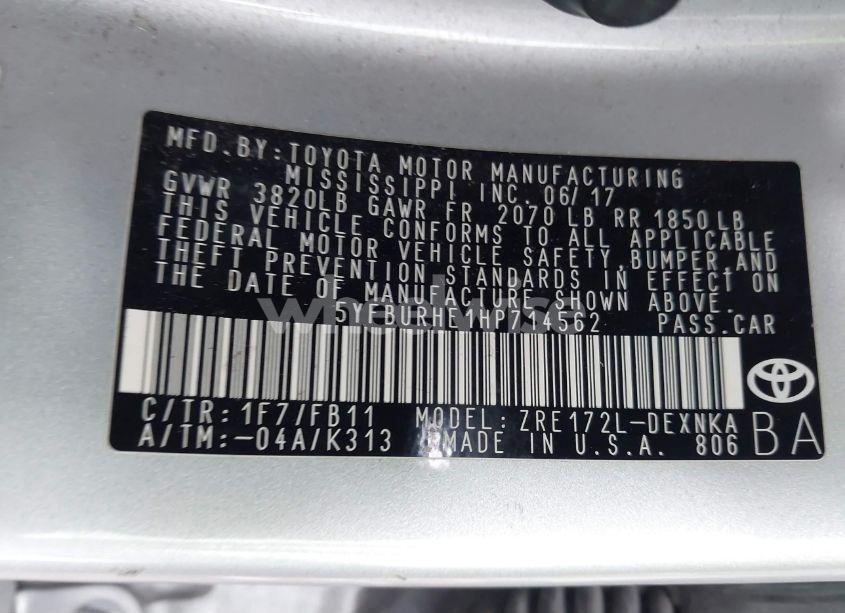 MFD. BY: TOYOTA MOTOR MANUFACTURING
MISSISSIPPI INC. 06/17
GVWR 3820LB GAWR FR 2070 LB RR 1850 LB
THIS VEHICLE CONFORMS TO ALL APPLICABLE
FEDERAL MOTOR VEHICLE SAFETY, BUMPER, AND
THEFT PREVENTION STANDARDS IN EFFECT ON
THE DATE OF MANUFACTURE SHOWN ABOVE.
PASS. CAR
C/TR: 1F7/FB11 MODEL: ZRE172L-DEXNKA
A/TM: -04A/K313 MADE IN U.S.A. 806
BA